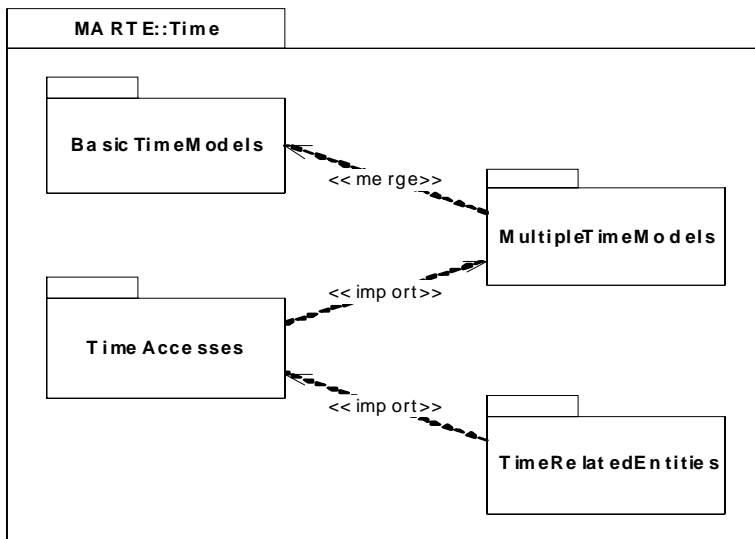 MARTE::Time
BasicTimeModels
<<merge>>
MultipleTimeModels
<<import>>
TimeAccesses
<<import>>
TimeRelatedEntities